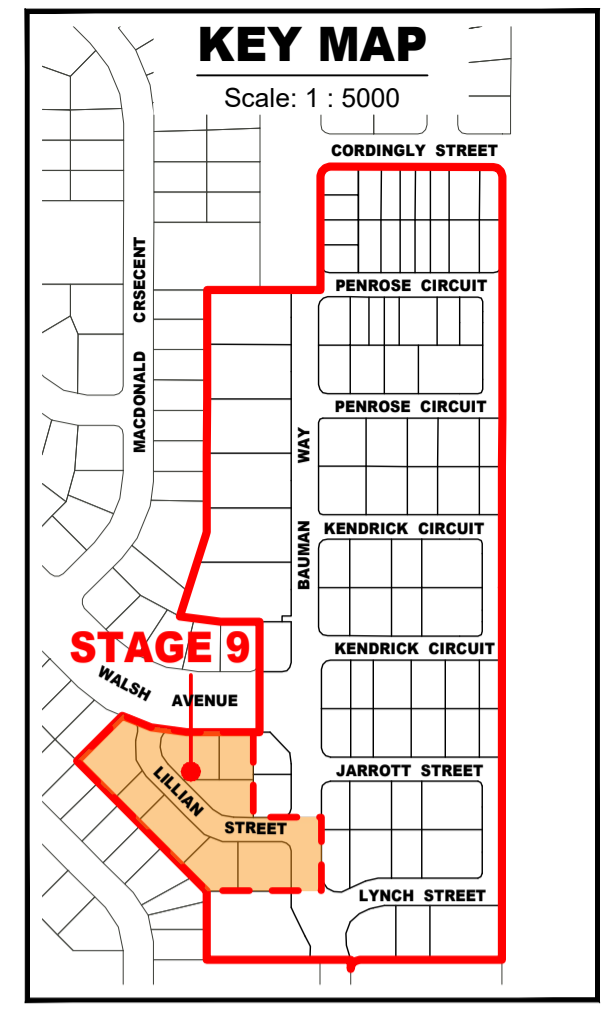 KEY MAP
Scale: 1 : 5000
CORDINGLY STREET
PENROSE CIRCUIT
MACDONALD CRSECENT
PENROSE CIRCUIT
BAUMAN WAY
KENDRICK CIRCUIT
STAGE 9
KENDRICK CIRCUIT
WALSH AVENUE
JARROTT STREET
LILLIAN STREET
LYNCH STREET